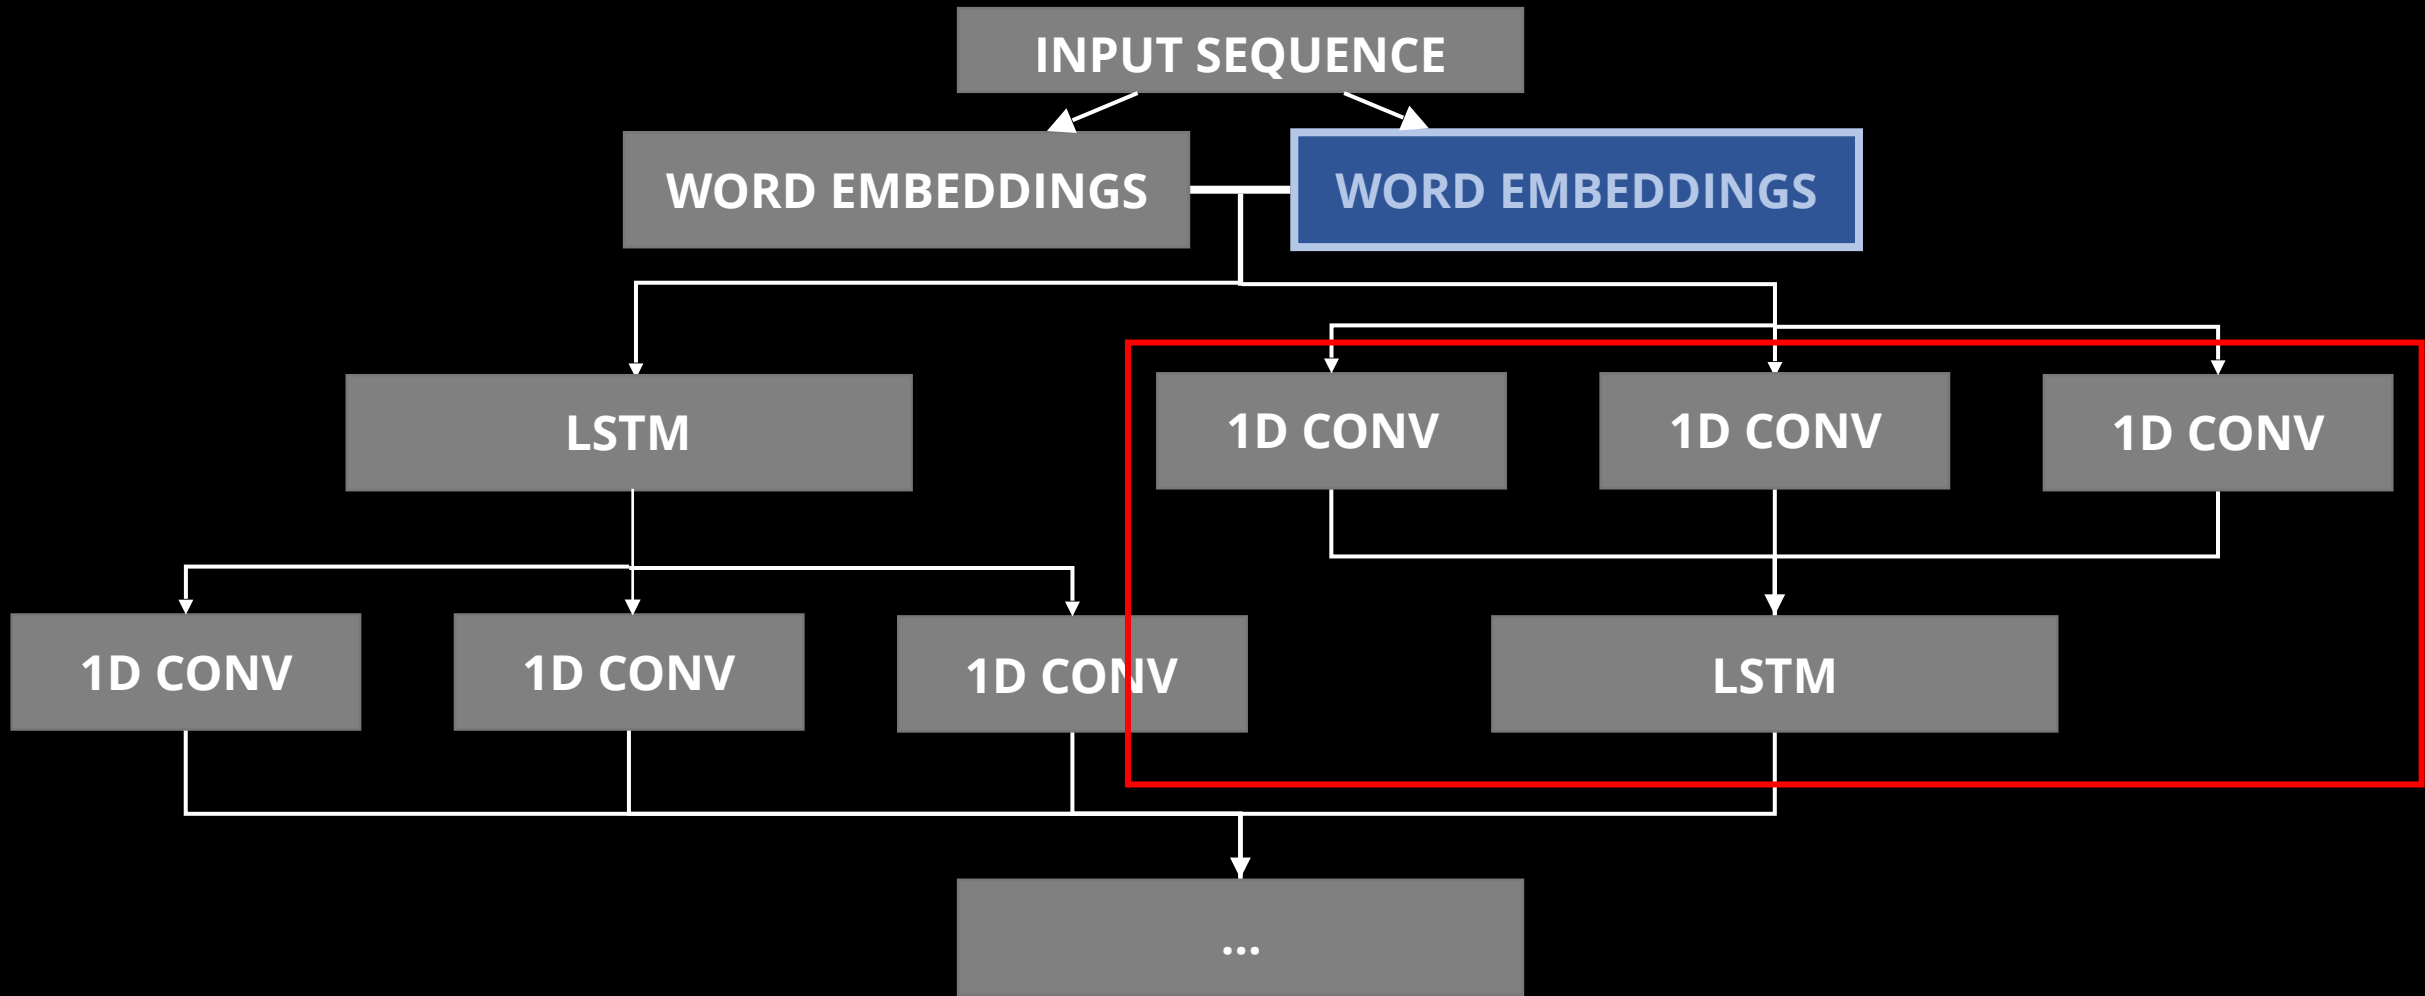 INPUT SEQUENCE
WORD EMBEDDINGS
WORD EMBEDDINGS
LSTM
1D CONV
1D CONV
1D CONV
1D CONV
1D CONV
1D CONV
LSTM
...